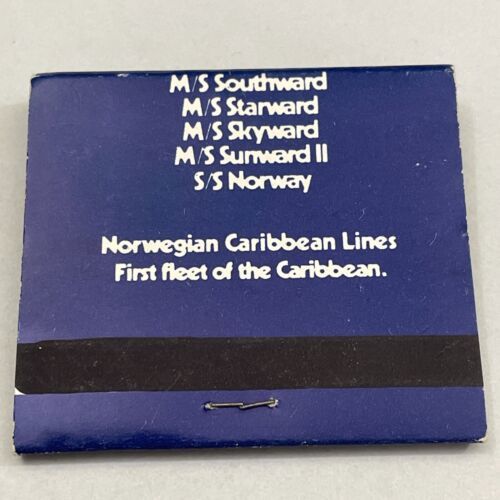 M/S Southward
M/S Starward
M/S Skyward
M/S Sunward II
S/S Norway
Norwegian Caribbean Lines
First fleet of the Caribbean.